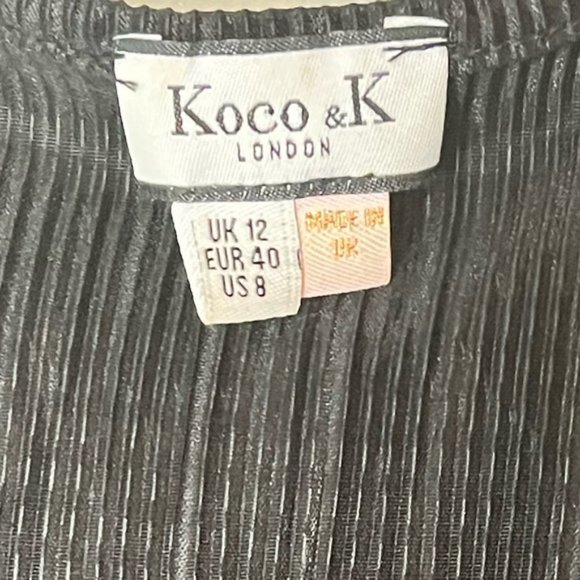 Koco & K
LONDON
UK 12
EUR 40
US 8
MADE IN
UK